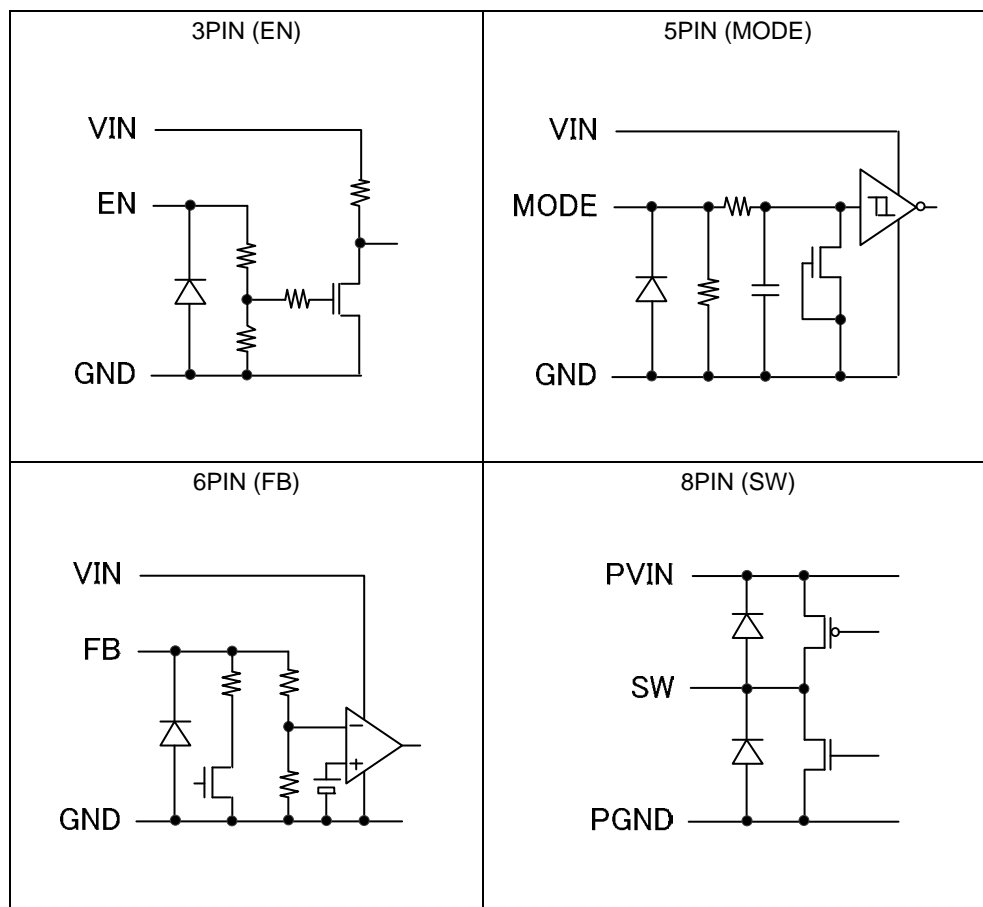 3PIN (EN)
VIN
EN
GND
5PIN (MODE)
VIN
MODE
GND
6PIN (FB)
VIN
FB
GND
8PIN (SW)
PVIN
SW
PGND